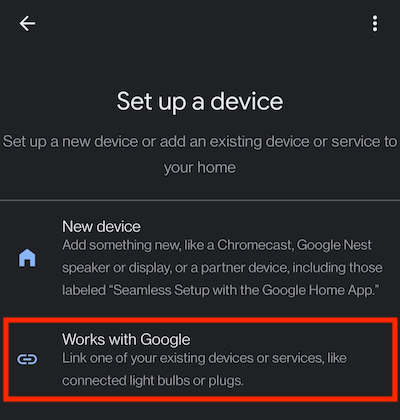 Set up a device
Set up a new device or add an existing device or service to
your home
New device
Add something new, like a Chromecast, Google Nest
speaker or display, or a partner device, including those
labeled “Seamless Setup with the Google Home App.”
Works with Google
Link one of your existing devices or services, like
connected light bulbs or plugs.